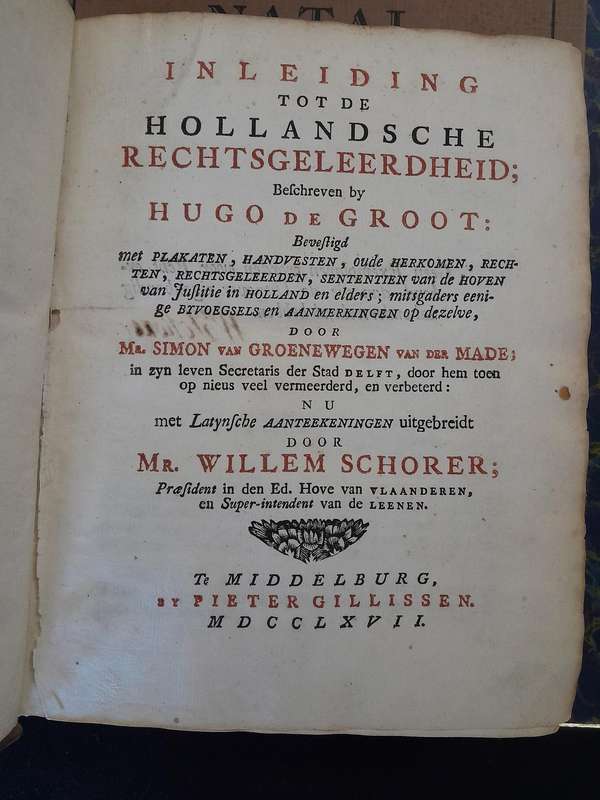 NATAL
INLEIDING
TOT DE
HOLLANDSCHE
RECHTSGELEERDHEID;
Beſchreven by
HUGO DE GROOT:
Beveſtigd
met PLAKATEN, HANDVESTEN, oude HERKOMEN, RECH-
TEN, RECHTSGELEERDEN, SENTENTIEN van de HOVEN
van Juſtitie in HOLLAND en elders; mitsgaders eeni-
ge BYVOEGSELS en AANMERKINGEN op dezelve,
DOOR
MR. SIMON VAN GROENEWEGEN VAN DER MADE;
in zyn leven Secretaris der Stad DELFT, door hem toen
op nieus veel vermeerderd, en verbeterd:
NU
met Latynſche AANTEEKENINGEN uitgebreidt
DOOR
MR. WILLEM SCHORER;
Præſident in den Ed. Hove van VLAANDEREN,
en Super-intendent van de LEENEN.
Te MIDDELBURG,
BY PIETER GILLISSEN.
MDCCLXVII.